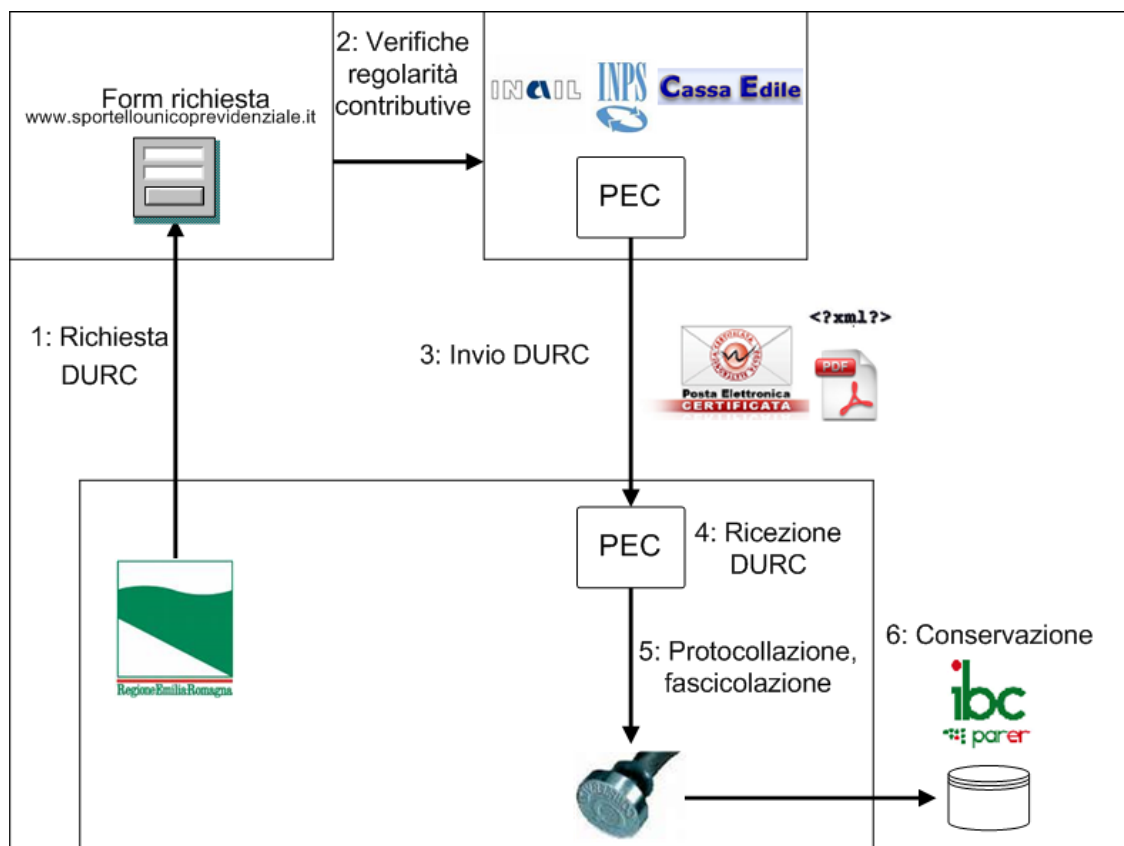 Form richiesta
www.sportellounicoprevidenziale.it
2: Verifiche
regolarità
contributive
INAIL
INPS
Cassa Edile
PEC
1: Richiesta
DURC
3: Invio DURC
<?xml?>
Posta Elettronica
CERTIFICATA
PDF
PEC
4: Ricezione
DURC
RegioneEmiliaRomagna
5: Protocollazione,
fascicolazione
6: Conservazione
ibc
parer